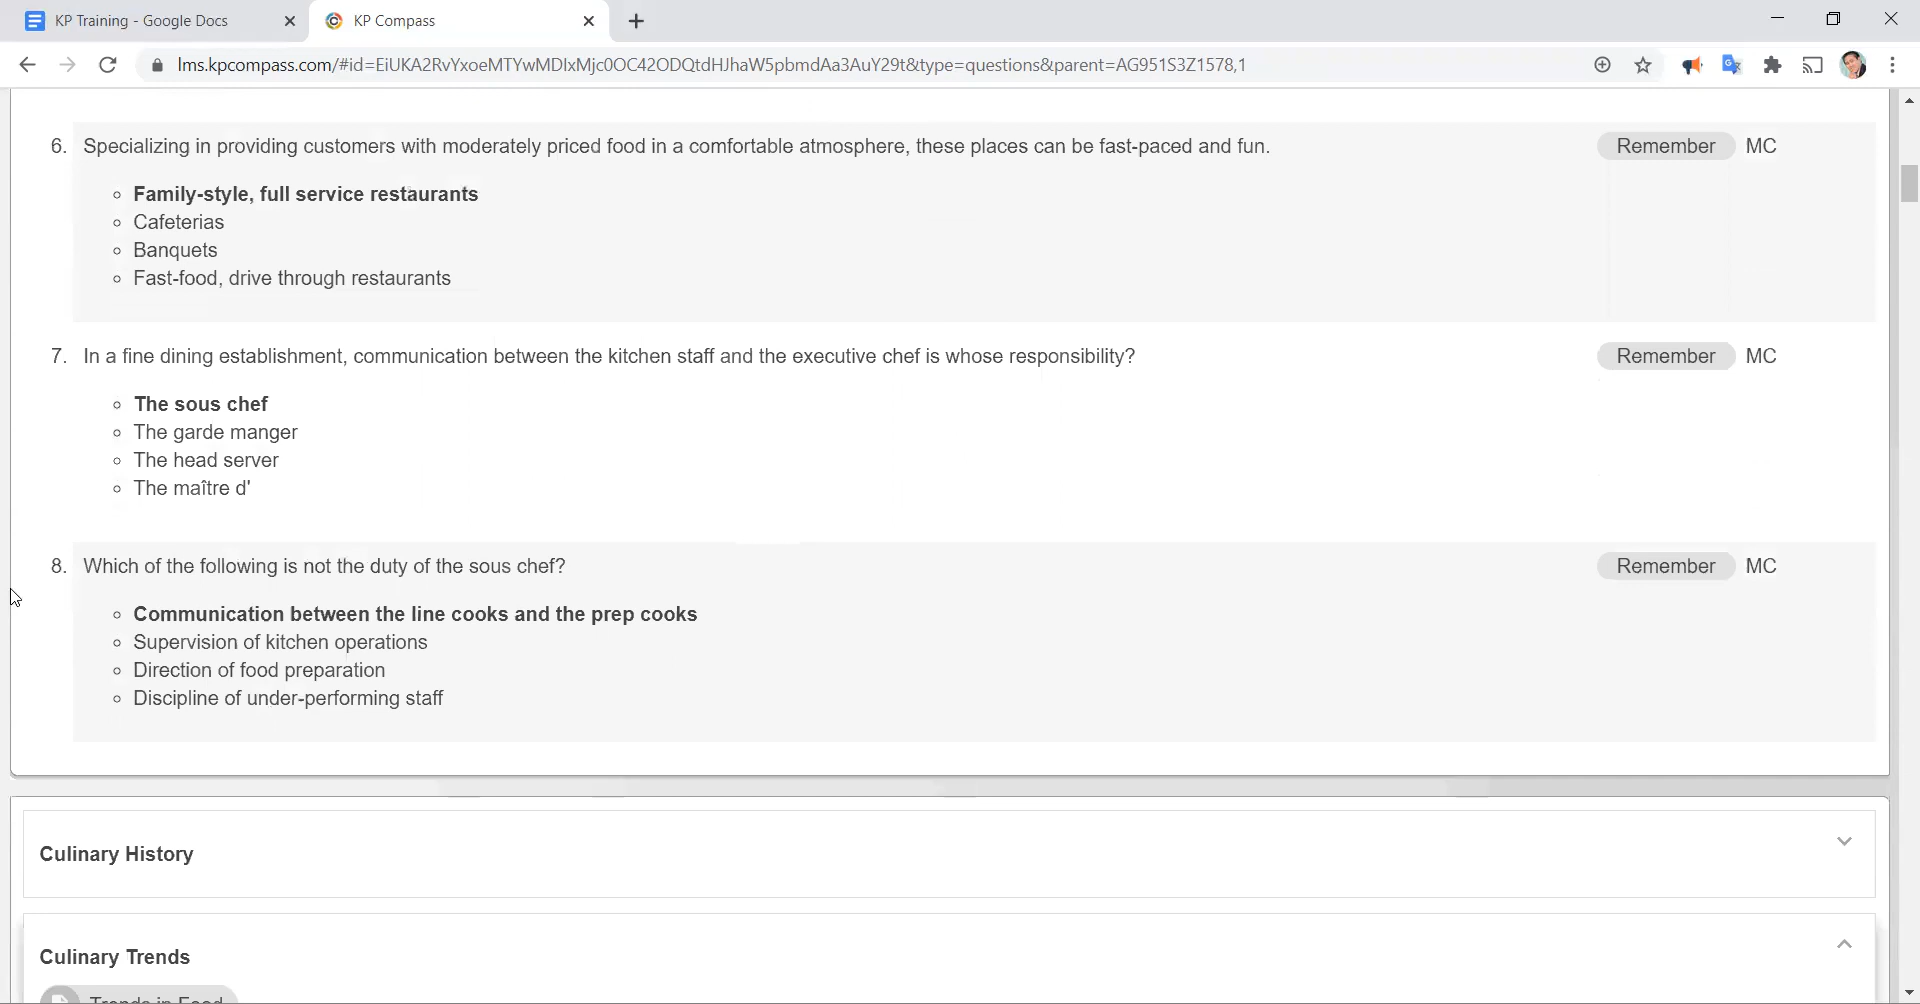 KP Training - Google Docs
KP Compass
lms.kpcompass.com/#id=EiUKA2RvYxoeMTYwMDIxMjc0OC42ODQtdHJhaW5pbmdAa3AuY29t&type=questions&parent=AG951S3Z1578,1
6. Specializing in providing customers with moderately priced food in a comfortable atmosphere, these places can be fast-paced and fun. Remember MC
Family-style, full service restaurants
Cafeterias
Banquets
Fast-food, drive through restaurants
7. In a fine dining establishment, communication between the kitchen staff and the executive chef is whose responsibility? Remember MC
The sous chef
The garde manger
The head server
The maître d'
8. Which of the following is not the duty of the sous chef? Remember MC
Communication between the line cooks and the prep cooks
Supervision of kitchen operations
Direction of food preparation
Discipline of under-performing staff
Culinary History
Culinary Trends
Trends in Food